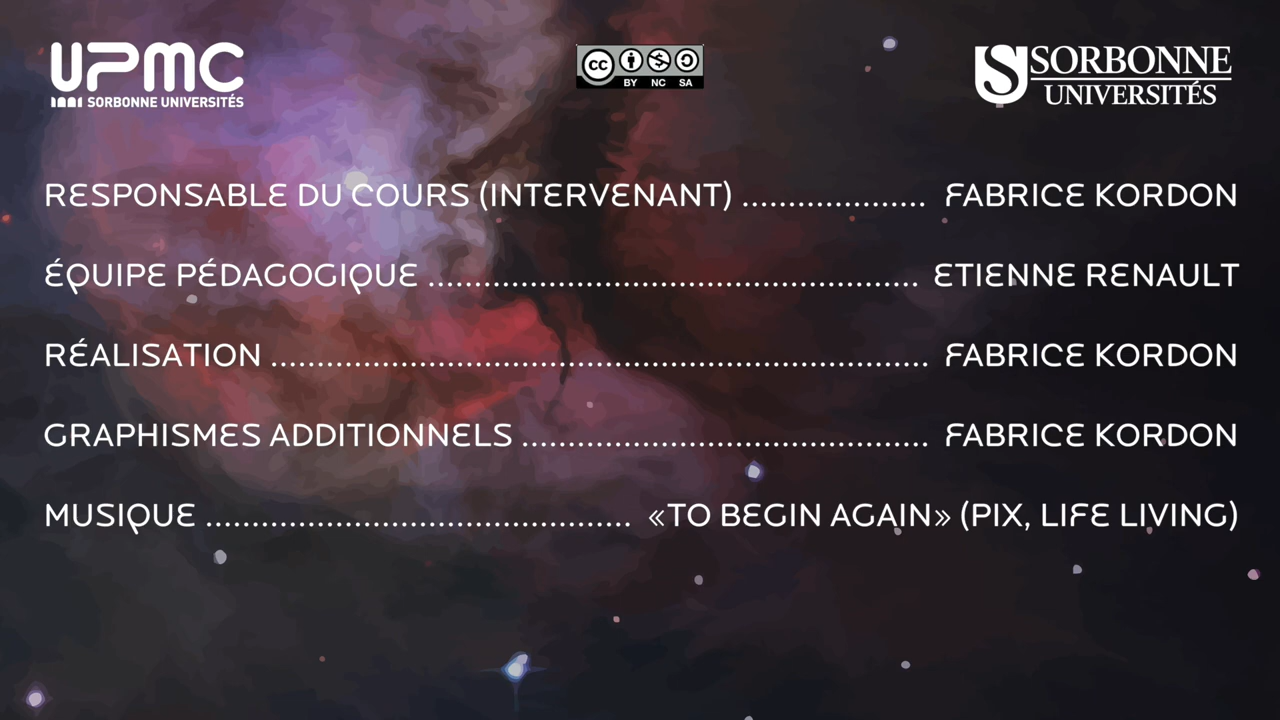 UPMC
SORBONNE UNIVERSITÉS
cc
BY NC SA
SORBONNE
UNIVERSITÉS
RESPONSABLE DU COURS (INTERVENANT) .................... FABRICE KORDON
ÉQUIPE PÉDAGOGIQUE ..................................................... ETIENNE RENAULT
RÉALISATION ....................................................................... FABRICE KORDON
GRAPHISMES ADDITIONNELS ............................................ FABRICE KORDON
MUSIQUE .............................................. «TO BEGIN AGAIN» (PIX, LIFE LIVING)